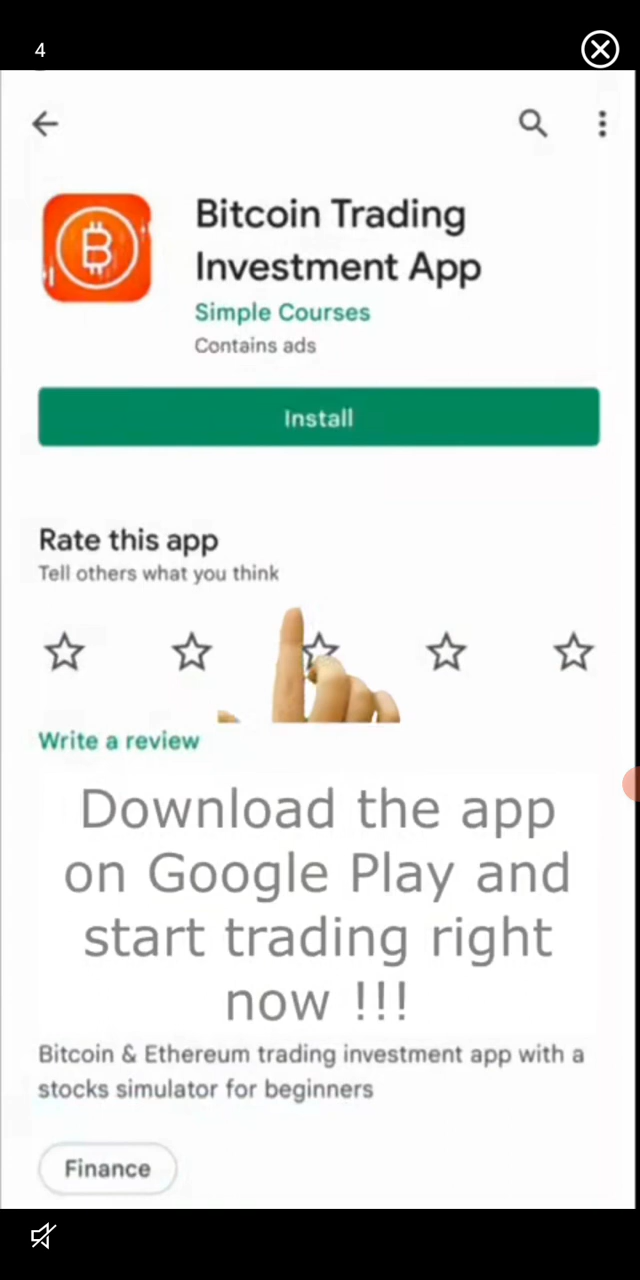 4
Bitcoin Trading
Investment App
Simple Courses
Contains ads
Install
Rate this app
Tell others what you think
Write a review
Download the app
on Google Play and
start trading right
now !!!
Bitcoin & Ethereum trading investment app with a
stocks simulator for beginners
Finance